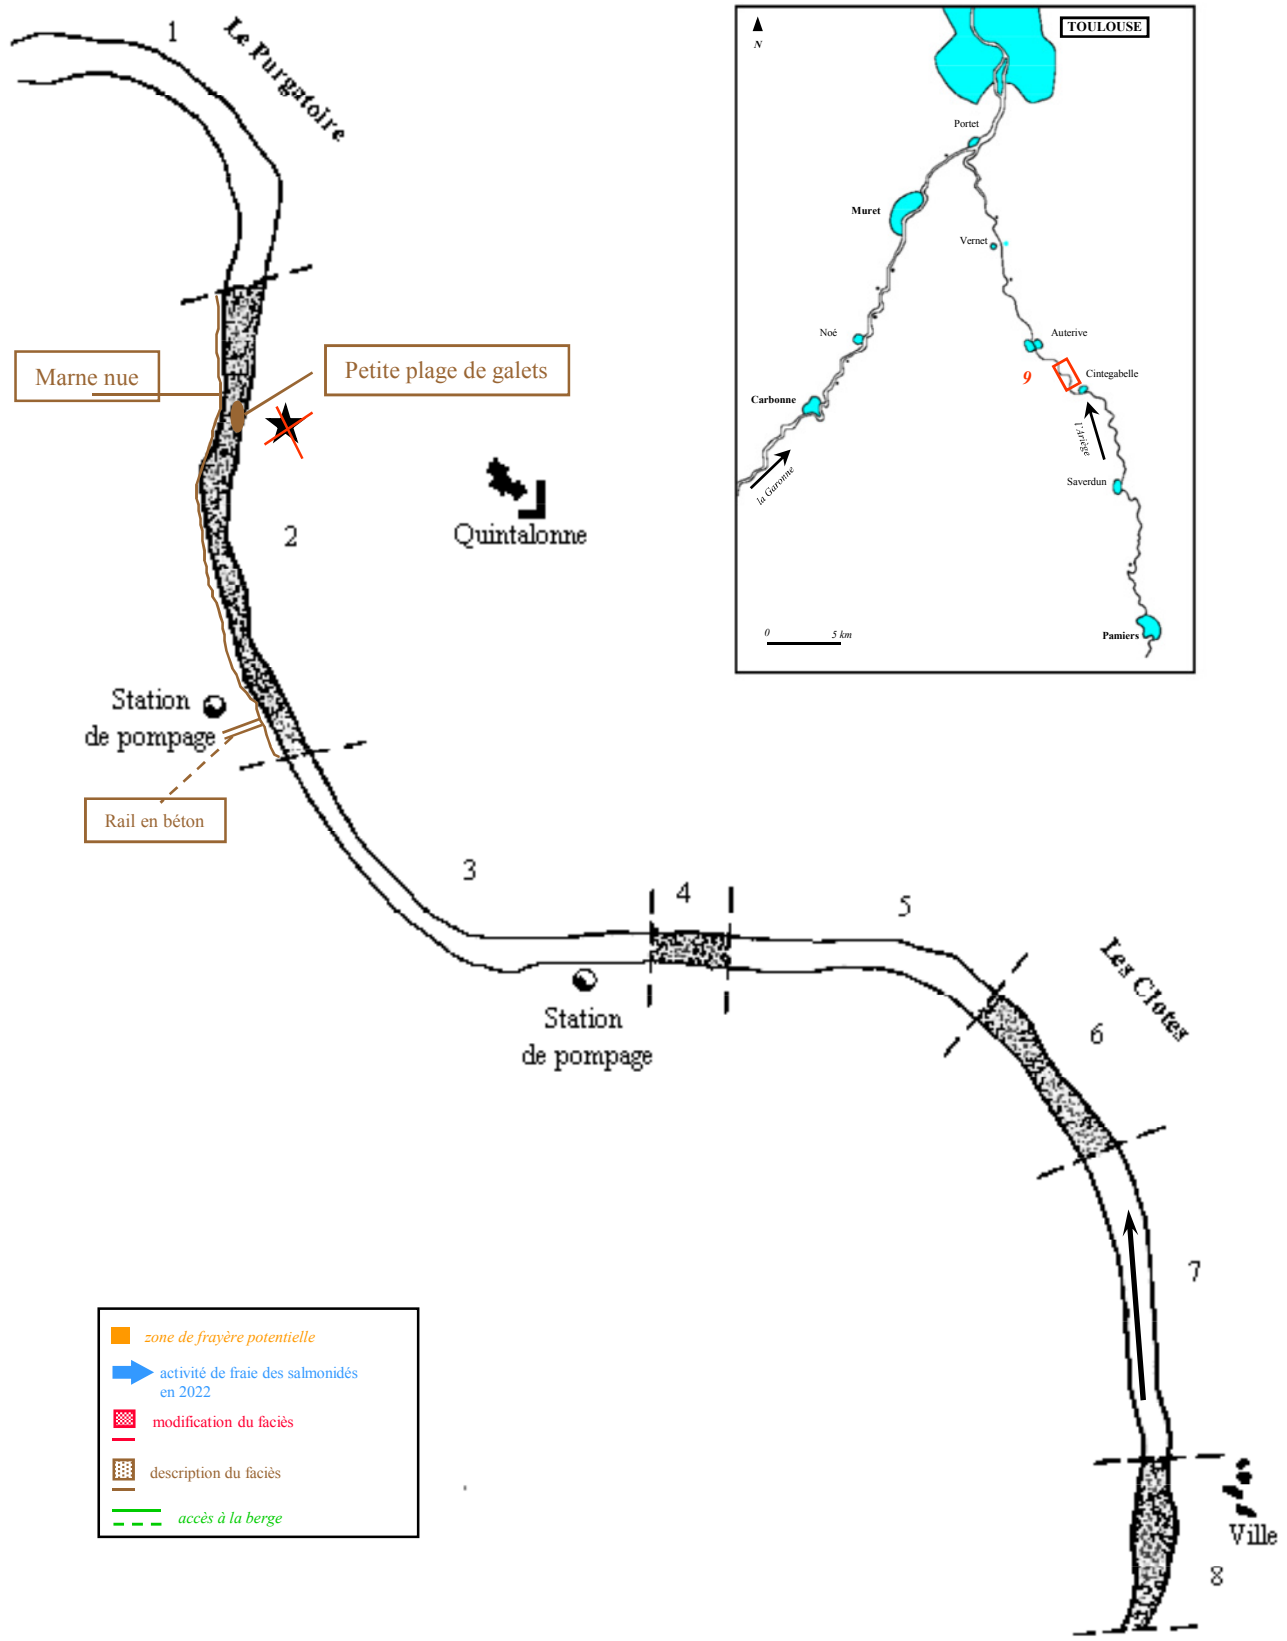 1
Le Purgatoire
Marne nue
Petite plage de galets
Quintalonne
2
Station
de pompage
Rail en béton
3
4
5
Station
de pompage
Les Clotes
6
7
Ville
8
N
TOULOUSE
Portet
Muret
Vernet
Noé
Auterive
9
Cintegabelle
Carbonne
l'Ariège
la Garonne
Saverdun
Pamiers
0 5 km
zone de frayère potentielle
activité de fraie des salmonidés
en 2022
modification du faciès
description du faciès
accès à la berge